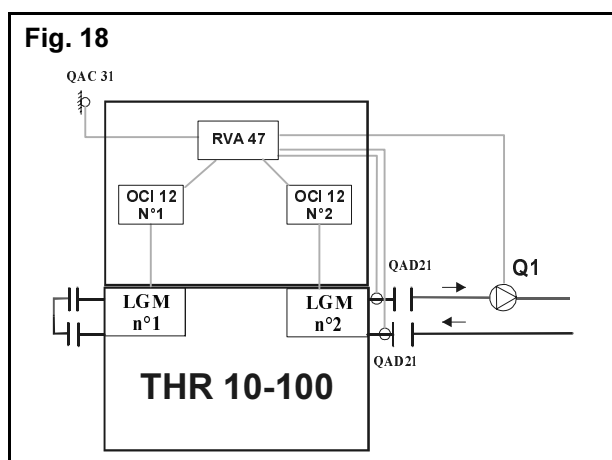 Fig. 18
QAC 31
RVA 47
OCI 12
N°1
OCI 12
N°2
QAD21
Q1
LGM
n°1
LGM
n°2
QAD21
THR 10-100